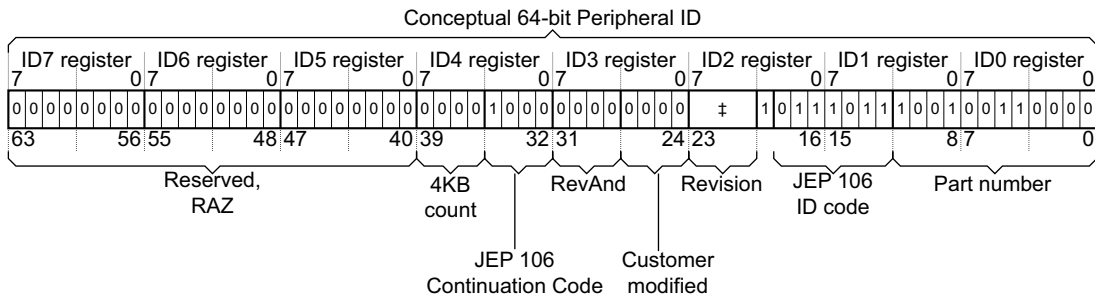 Conceptual 64-bit Peripheral ID
ID7 register ID6 register ID5 register ID4 register ID3 register ID2 register ID1 register ID0 register
7 0 7 0 7 0 7 0 7 0 7 0 7 0 7 0
0 0 0 0 0 0 0 0 0 0 0 0 0 0 0 0 0 0 0 0 0 0 0 0 0 0 0 0 1 0 0 0 0 0 0 0 0 0 0 0 ‡ 1 0 1 1 1 0 1 1 1 0 0 1 0 0 1 1 0 0 0 0
63 56 55 48 47 40 39 32 31 24 23 16 15 8 7 0
Reserved, RAZ
4KB count
RevAnd
Revision
JEP 106 ID code
Part number
JEP 106
Continuation Code
Customer
modified